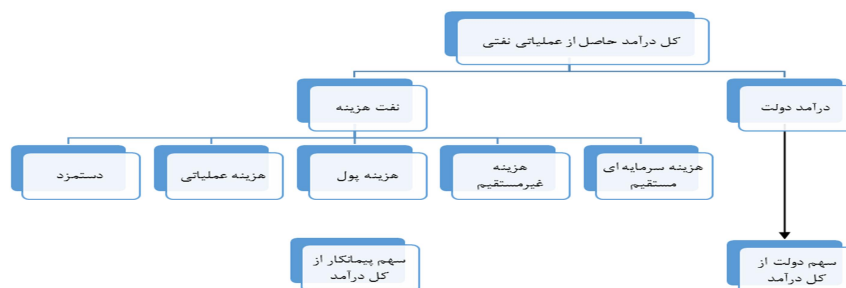 کل درآمد حاصل از عملیاتی نفتی
درآمد دولت
نفت هزینه
هزینه سرمایه ای
مستقیم
هزینه
غیرمستقیم
هزینه پول
هزینه عملیاتی
دستمزد
سهم دولت از
کل درآمد
سهم پیمانکار از
کل درآمد